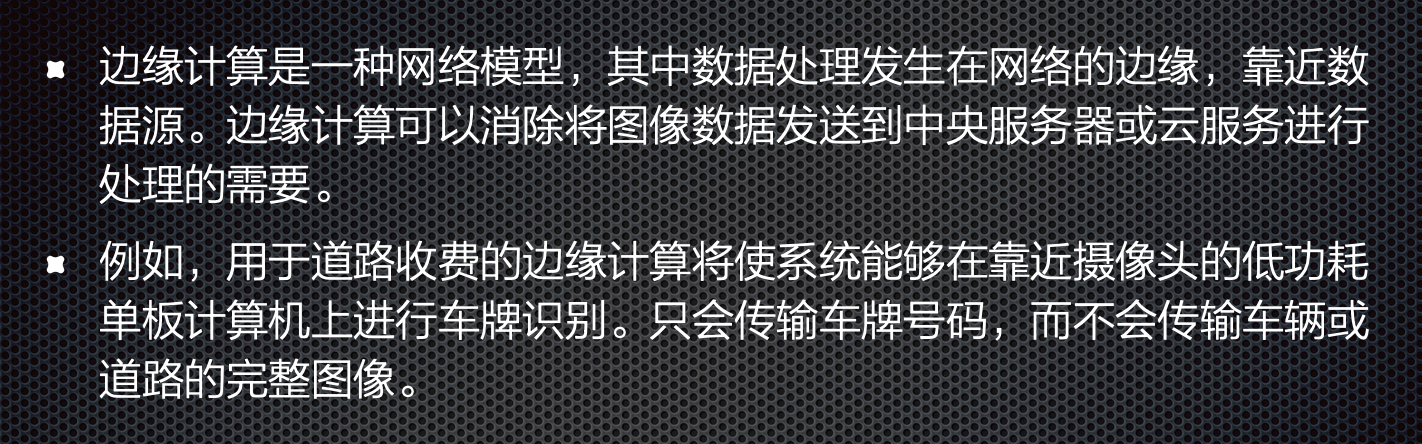 边缘计算是一种网络模型，其中数据处理发生在网络的边缘，靠近数
据源。边缘计算可以消除将图像数据发送到中央服务器或云服务进行
处理的需要。
例如，用于道路收费的边缘计算将使系统能够在靠近摄像头的低功耗
单板计算机上进行车牌识别。只会传输车牌号码，而不会传输车辆或
道路的完整图像。